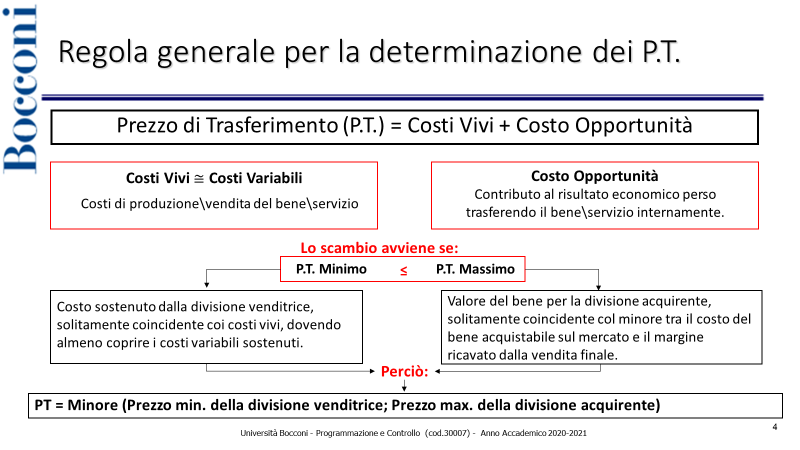 Bocconi
Regola generale per la determinazione dei P.T.
Prezzo di Trasferimento (P.T.) = Costi Vivi + Costo Opportunità
Costi Vivi ≅ Costi Variabili
Costi di produzione\vendita del bene\servizio
Costo Opportunità
Contributo al risultato economico perso
trasferendo il bene\servizio internamente.
Lo scambio avviene se:
P.T. Minimo ≤ P.T. Massimo
Costo sostenuto dalla divisione venditrice,
solitamente coincidente coi costi vivi, dovendo
almeno coprire i costi variabili sostenuti.
Valore del bene per la divisione acquirente,
solitamente coincidente col minore tra il costo del
bene acquistabile sul mercato e il margine
ricavato dalla vendita finale.
Perciò:
PT = Minore (Prezzo min. della divisione venditrice; Prezzo max. della divisione acquirente)
Università Bocconi - Programmazione e Controllo (cod.30007) - Anno Accademico 2020-2021
4